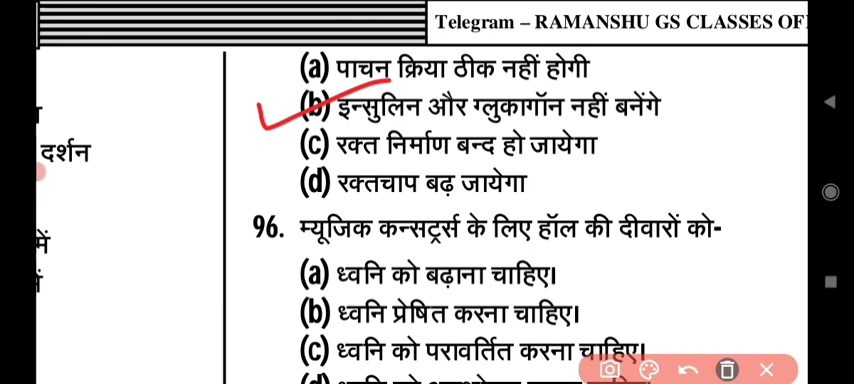 Telegram – RAMANSHU GS CLASSES OF
दर्शन
में
(a) पाचन क्रिया ठीक नहीं होगी
(b) इन्सुलिन और ग्लुकागॉन नहीं बनेंगे
(c) रक्त निर्माण बन्द हो जायेगा
(d) रक्तचाप बढ़ जायेगा
96. म्यूजिक कन्सर्ट्स के लिए हॉल की दीवारों को-
(a) ध्वनि को बढ़ाना चाहिए।
(b) ध्वनि प्रेषित करना चाहिए।
(c) ध्वनि को परावर्तित करना चाहिए।